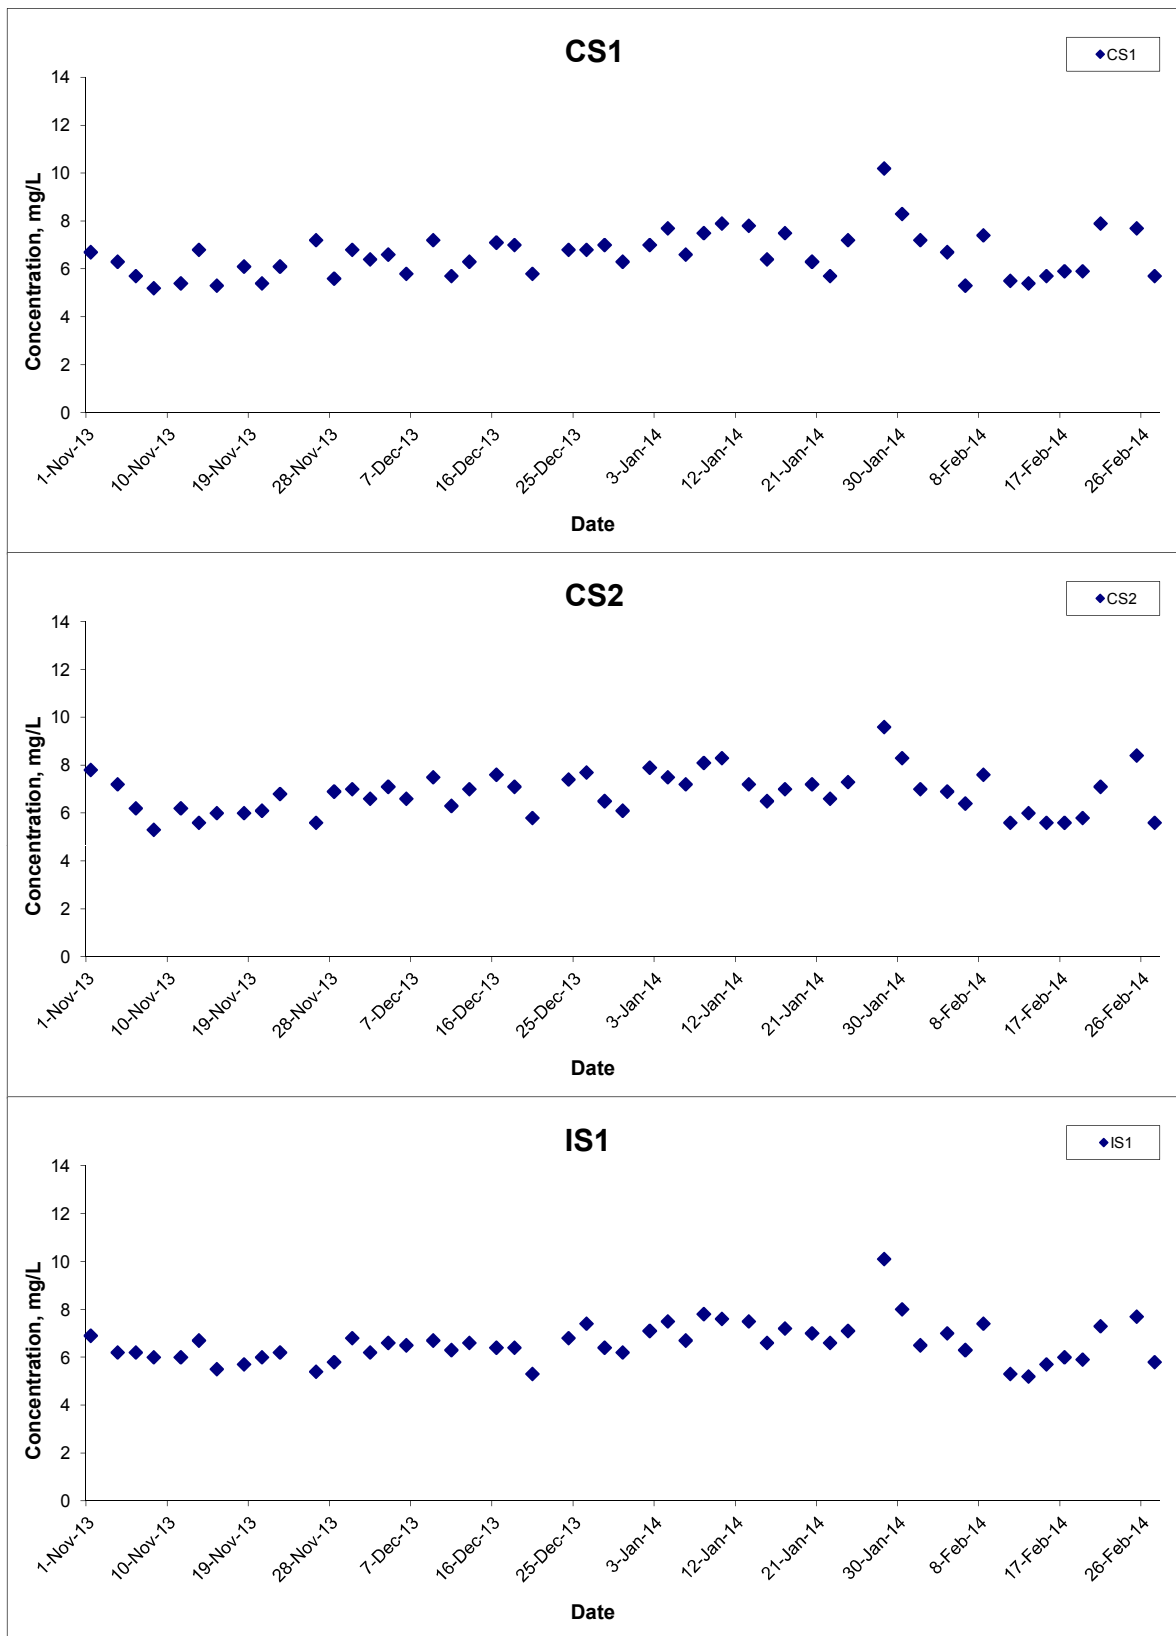 CS1
CS1
14
12
10
8
6
4
2
0
Concentration, mg/L
1-Nov-13
10-Nov-13
19-Nov-13
28-Nov-13
7-Dec-13
16-Dec-13
25-Dec-13
3-Jan-14
12-Jan-14
21-Jan-14
30-Jan-14
8-Feb-14
17-Feb-14
26-Feb-14
Date
CS2
CS2
14
12
10
8
6
4
2
0
Concentration, mg/L
1-Nov-13
10-Nov-13
19-Nov-13
28-Nov-13
7-Dec-13
16-Dec-13
25-Dec-13
3-Jan-14
12-Jan-14
21-Jan-14
30-Jan-14
8-Feb-14
17-Feb-14
26-Feb-14
Date
IS1
IS1
14
12
10
8
6
4
2
0
Concentration, mg/L
1-Nov-13
10-Nov-13
19-Nov-13
28-Nov-13
7-Dec-13
16-Dec-13
25-Dec-13
3-Jan-14
12-Jan-14
21-Jan-14
30-Jan-14
8-Feb-14
17-Feb-14
26-Feb-14
Date